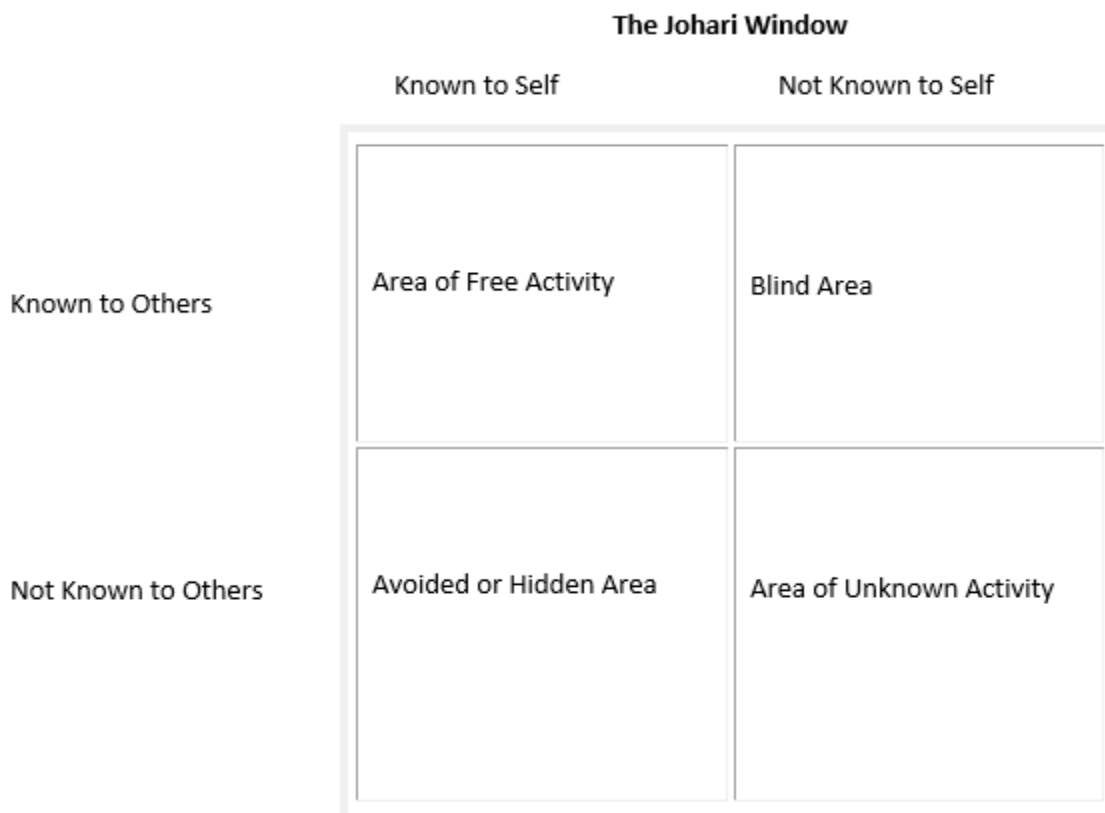 The Johari Window
Known to Self
Not Known to Self
Known to Others
Area of Free Activity
Blind Area
Not Known to Others
Avoided or Hidden Area
Area of Unknown Activity